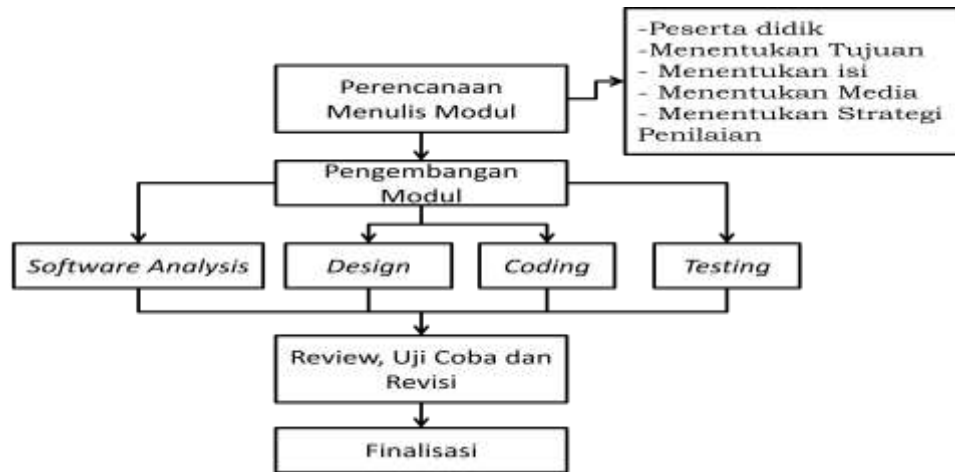 Perencanaan
Menulis Modul
-Peserta didik
-Menentukan Tujuan
- Menentukan isi
- Menentukan Media
- Menentukan Strategi
Penilaian
Pengembangan
Modul
Software Analysis
Design
Coding
Testing
Review, Uji Coba dan
Revisi
Finalisasi